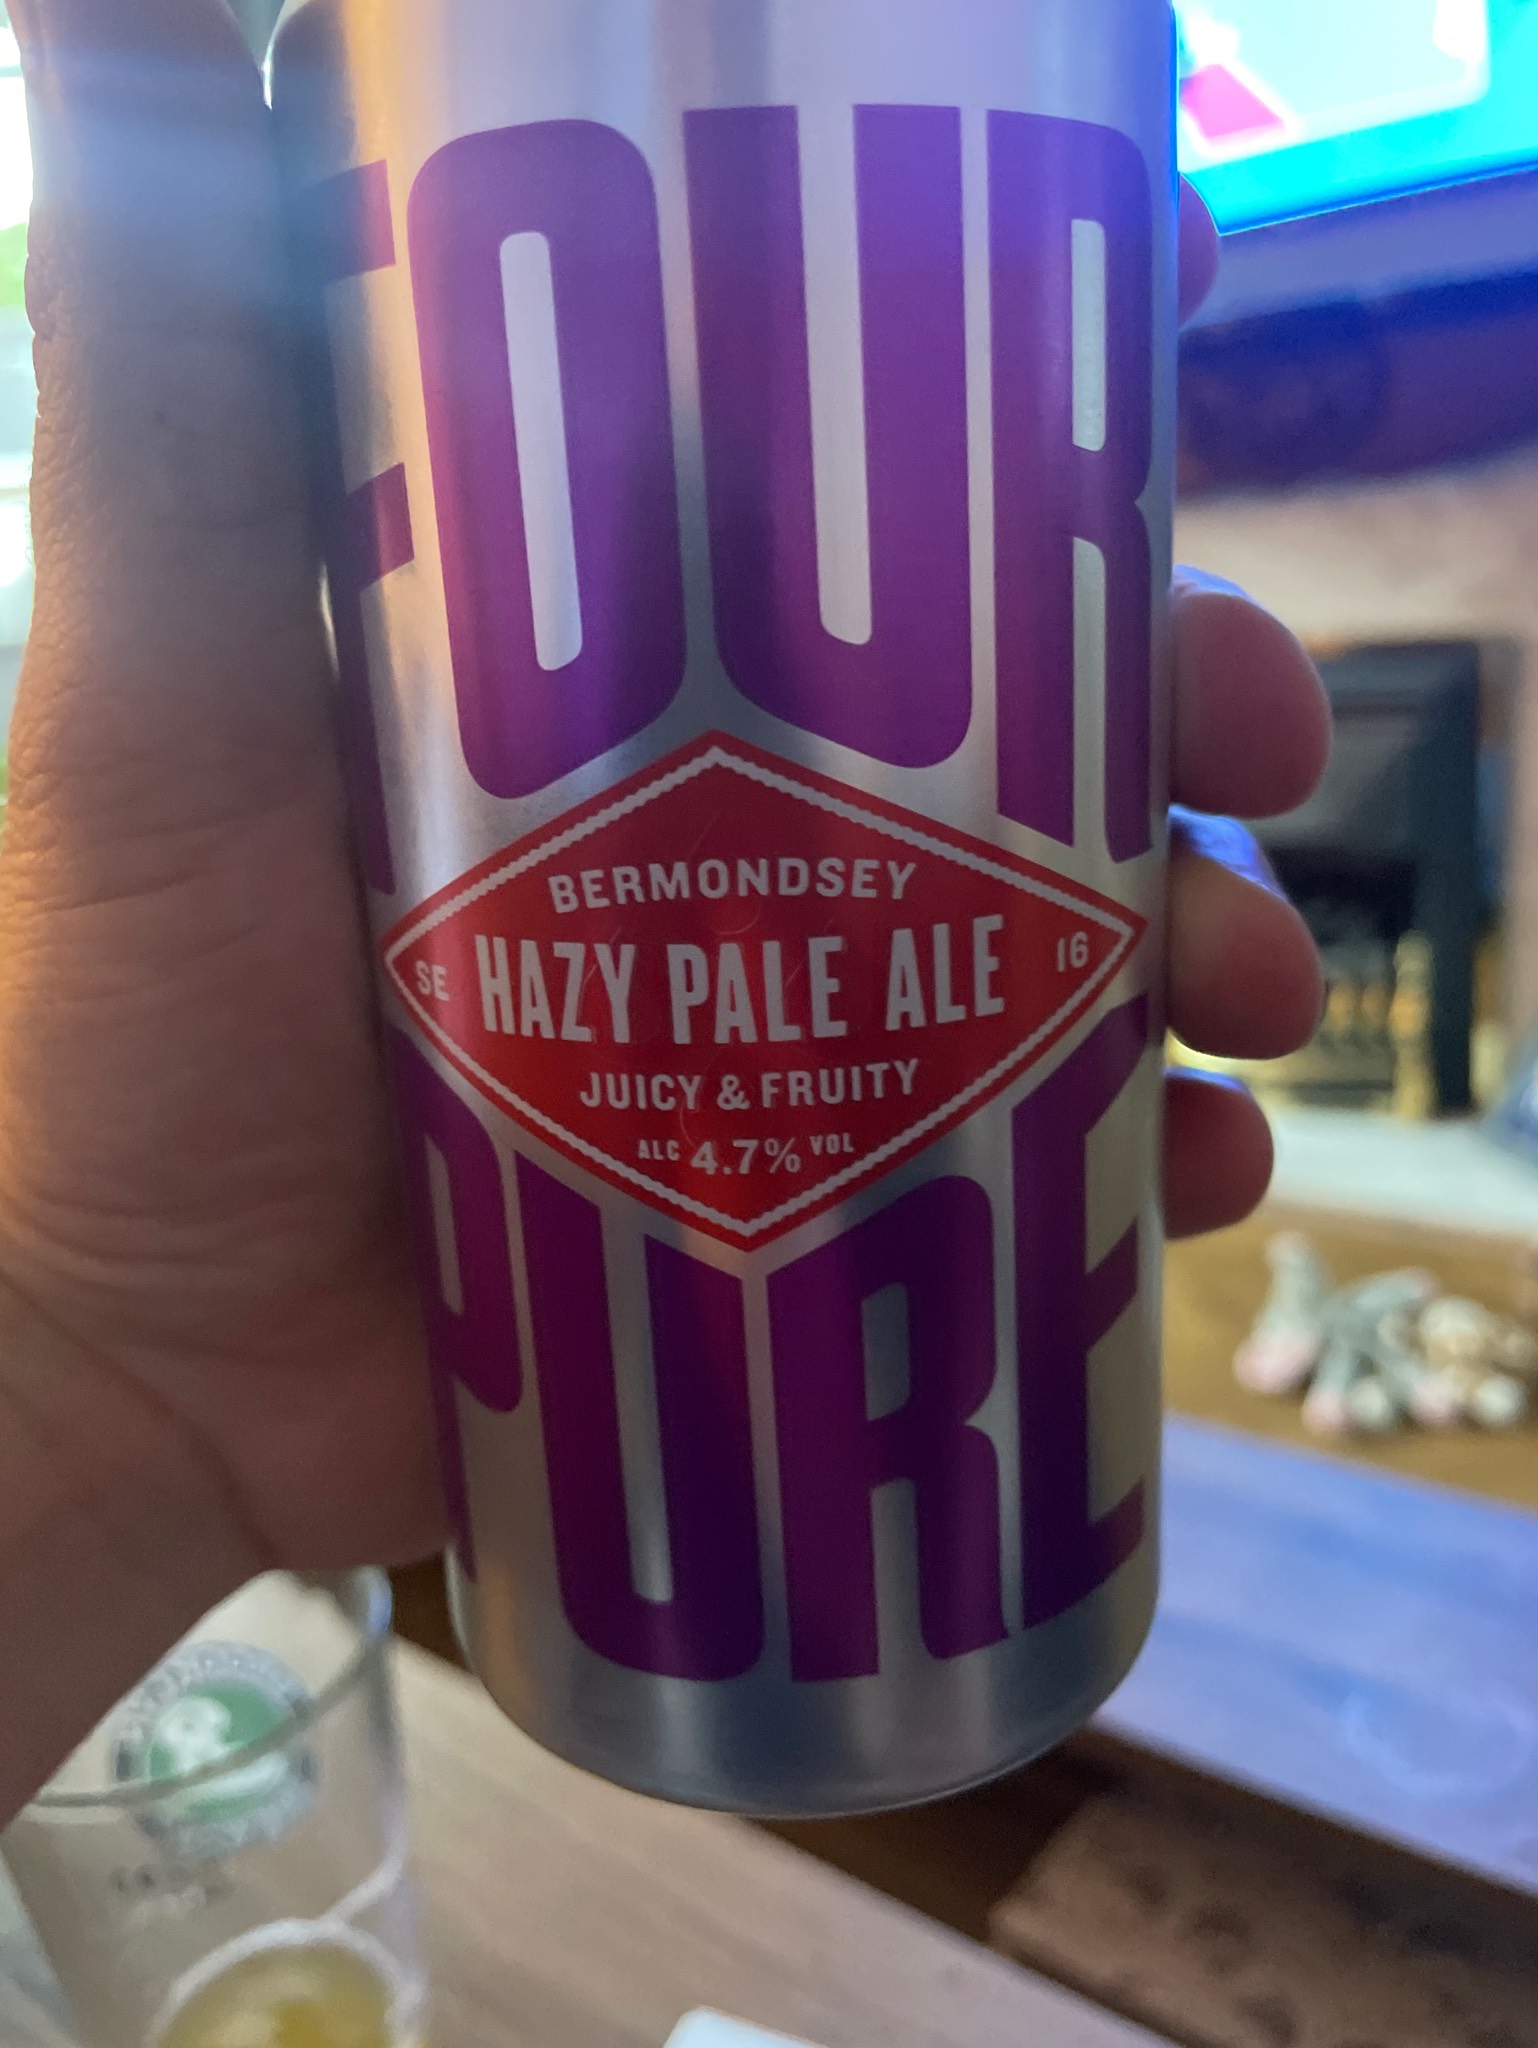 FOUR
BERMONDSEY
SE HAZY PALE ALE 16
JUICY & FRUITY
ALC 4.7% VOL
PURE